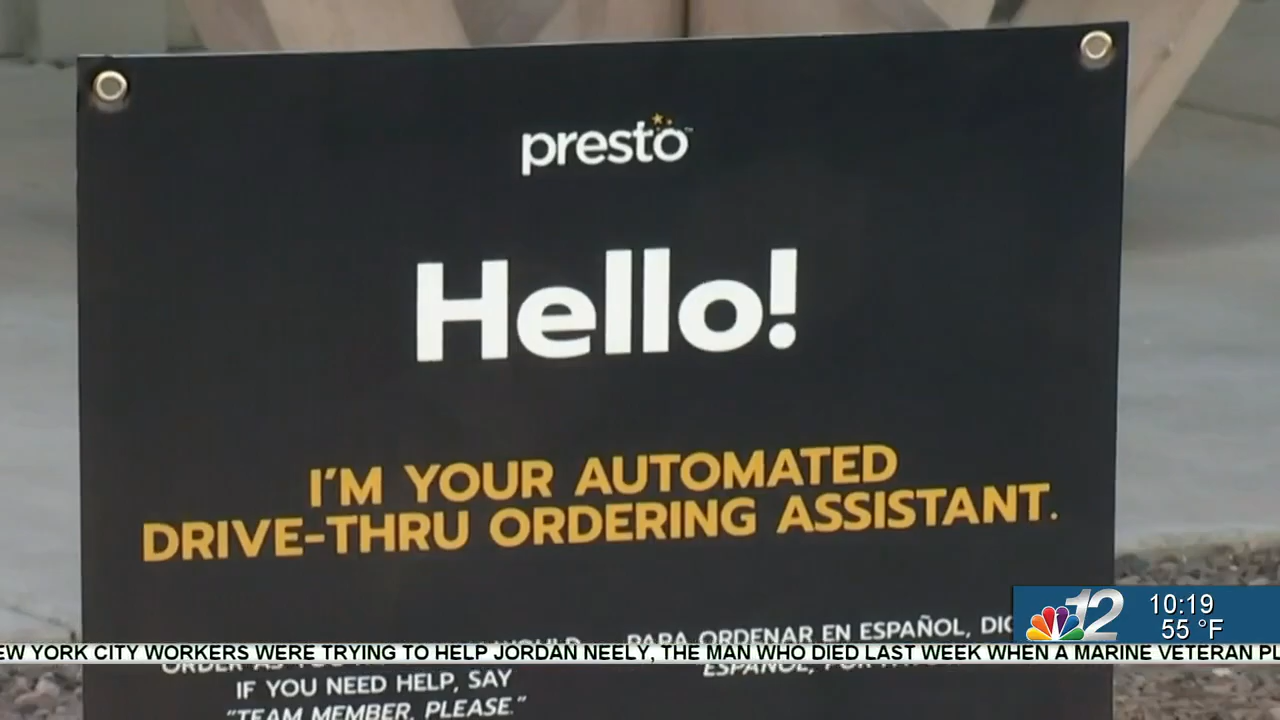 presto
Hello!
I'M YOUR AUTOMATED
DRIVE-THRU ORDERING ASSISTANT.
PARA ORDENAR EN ESPAÑOL,
IF YOU NEED HELP, SAY
"TEAM MEMBER, PLEASE."
12
10:19
55 °F
EW YORK CITY WORKERS WERE TRYING TO HELP JORDAN NEELY, THE MAN WHO DIED LAST WEEK WHEN A MARINE VETERAN PL